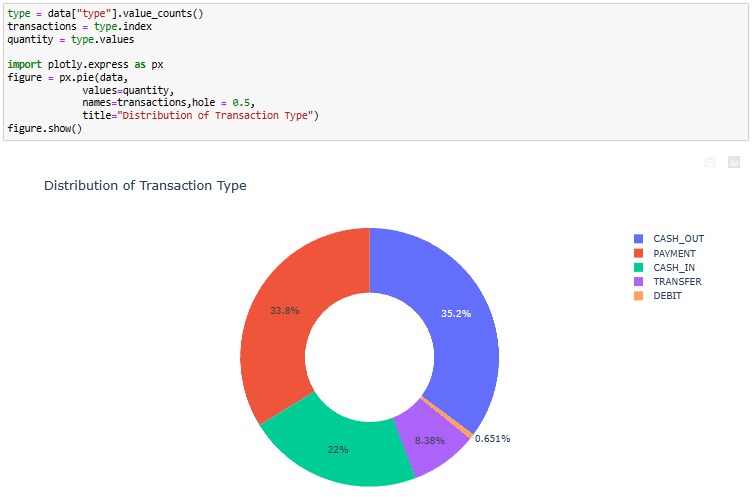 type = data["type"].value_counts()
transactions = type.index
quantity = type.values

import plotly.express as px
figure = px.pie(data,
            values=quantity,
            names=transactions,hole = 0.5,
            title="Distribution of Transaction Type")
figure.show()
Distribution of Transaction Type
CASH_OUT
PAYMENT
CASH_IN
TRANSFER
DEBIT
33.8%
35.2%
0.651%
8.38%
22%